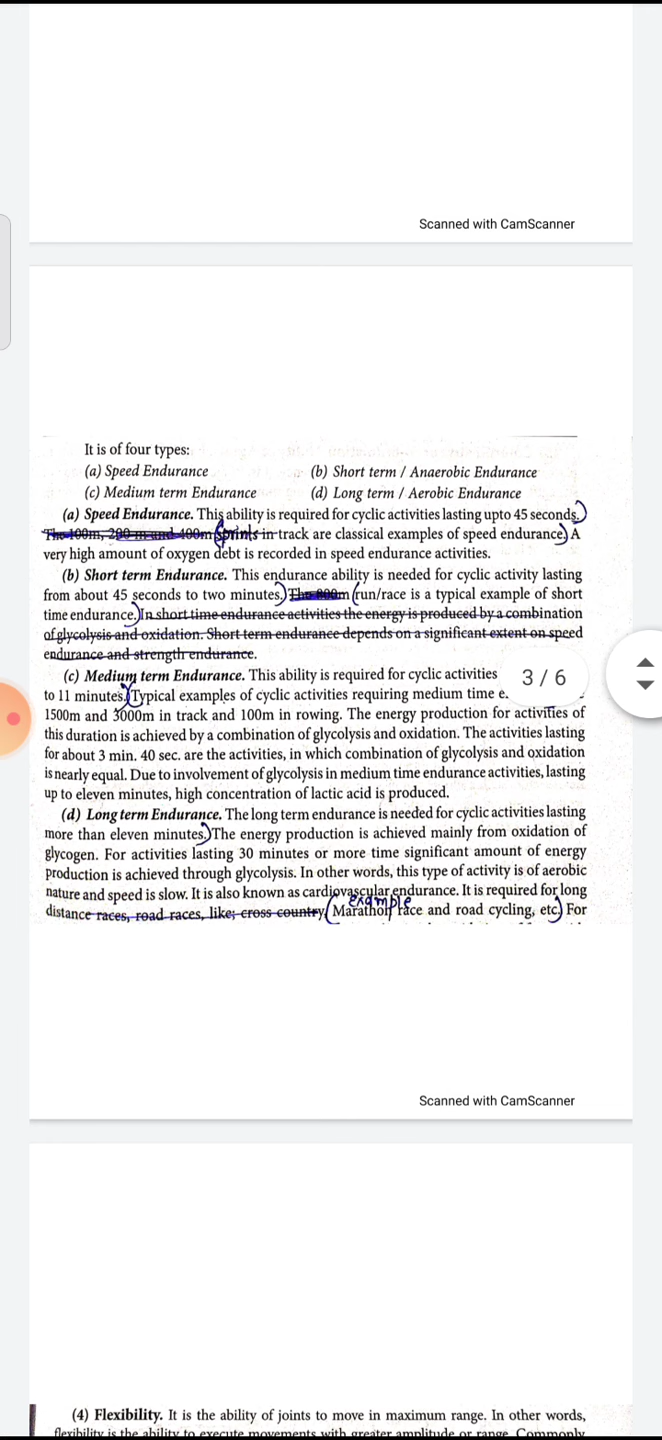 Scanned with CamScanner
It is of four types:
(a) Speed Endurance (b) Short term / Anaerobic Endurance
(c) Medium term Endurance (d) Long term / Aerobic Endurance
(a) Speed Endurance. This ability is required for cyclic activities lasting upto 45 seconds.)
The 100m, 200 m and 400m (sprints in track are classical examples of speed endurance.) A
very high amount of oxygen debt is recorded in speed endurance activities.
(b) Short term Endurance. This endurance ability is needed for cyclic activity lasting
from about 45 seconds to two minutes.) The 800m (run/race is a typical example of short
time endurance.) In short time endurance activities the energy is produced by a combination
of glycolysis and oxidation. Short term endurance depends on a significant extent on speed
endurance and strength endurance.
(c) Medium term Endurance. This ability is required for cyclic activities
to 11 minutes.) (Typical examples of cyclic activities requiring medium time e
1500m and 3000m in track and 100m in rowing. The energy production for activities of
this duration is achieved by a combination of glycolysis and oxidation. The activities lasting
for about 3 min. 40 sec. are the activities, in which combination of glycolysis and oxidation
is nearly equal. Due to involvement of glycolysis in medium time endurance activities, lasting
up to eleven minutes, high concentration of lactic acid is produced.
(d) Long term Endurance. The long term endurance is needed for cyclic activities lasting
more than eleven minutes.) The energy production is achieved mainly from oxidation of
glycogen. For activities lasting 30 minutes or more time significant amount of energy
production is achieved through glycolysis. In other words, this type of activity is of aerobic
nature and speed is slow. It is also known as cardiovascular endurance. It is required for long
example
distance races, road races, like; cross country, (Marathon race and road cycling, etc.) For
3 / 6
Scanned with CamScanner
(4) Flexibility. It is the ability of joints to move in maximum range. In other words,
flexibility is the ability to execute movements with greater amplitude or range. Commonly